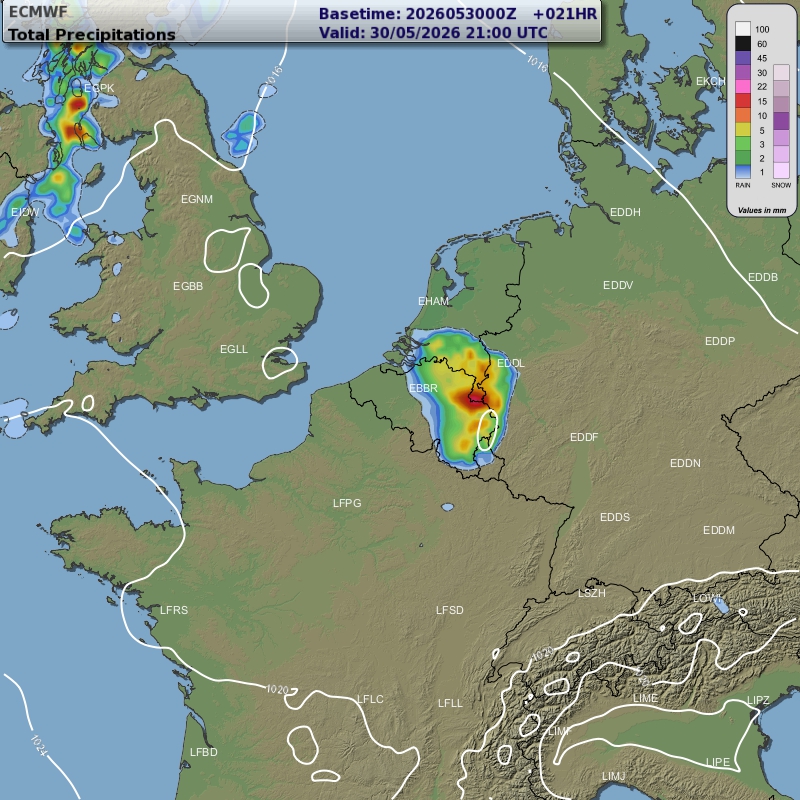 ECMWF
Basetime: 2026053000Z +021HR
Total Precipitations
Valid: 30/05/2026 21:00 UTC
100
60
45
30
22
15
10
5
3
2
1
RAIN SNOW
Values in mm
1016
1016
EGPK
EKCH
EGNM
EIDW
EDDH
EDDB
EGBB
EDDV
EHAM
EDDP
EGLL
EDDL
EBBR
EDDF
EDDN
LFPG
EDDS
EDDM
LSZH
LOWI
LFRS
LFSD
1020
1020
LFLC
LFLL
LIME
LIPZ
LIMF
1024
LFBD
LIPE
LIMJ